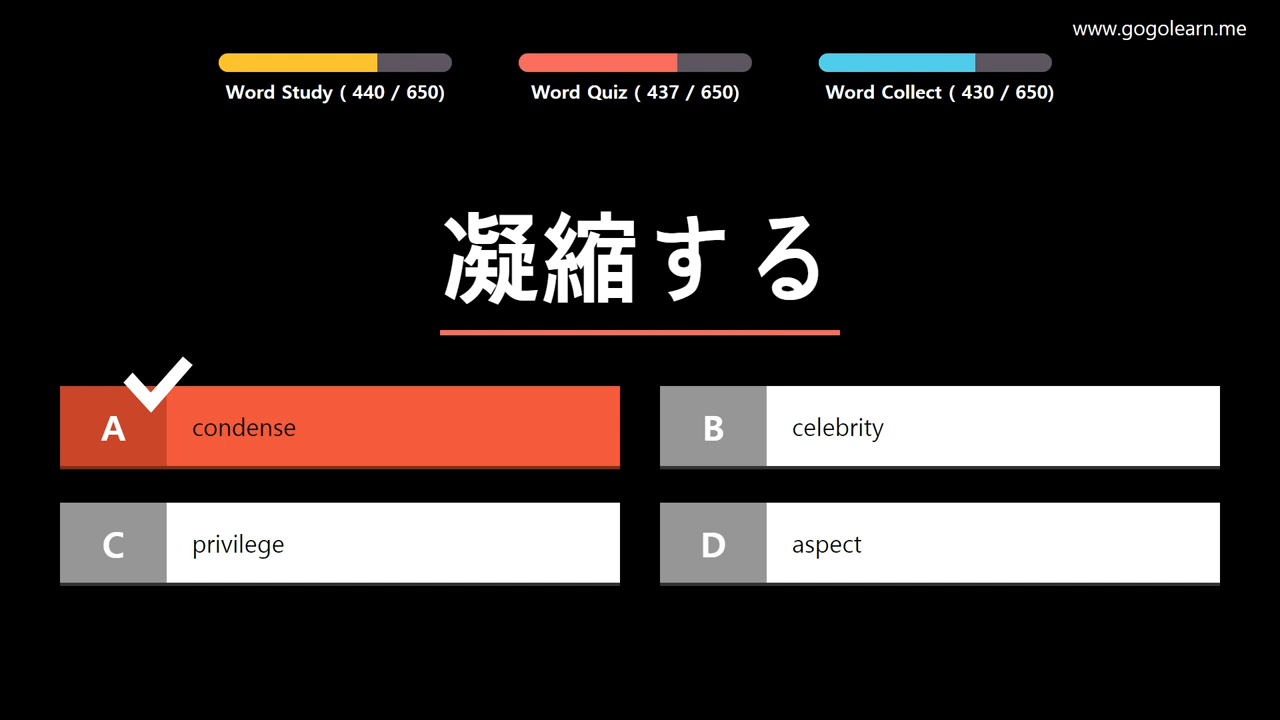 www.gogolearn.me
Word Study ( 440 / 650)
Word Quiz ( 437 / 650)
Word Collect ( 430 / 650)
凝縮する
A condense
B celebrity
C privilege
D aspect